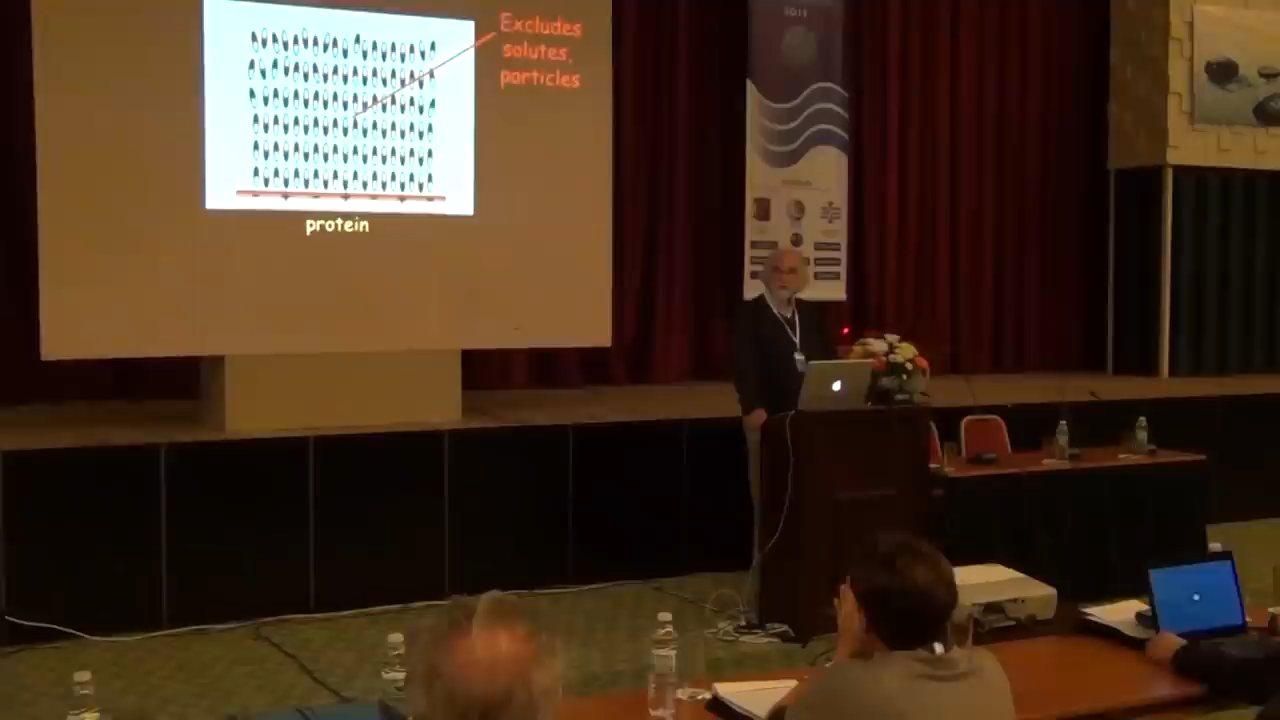 Excludes
solutes,
particles
protein